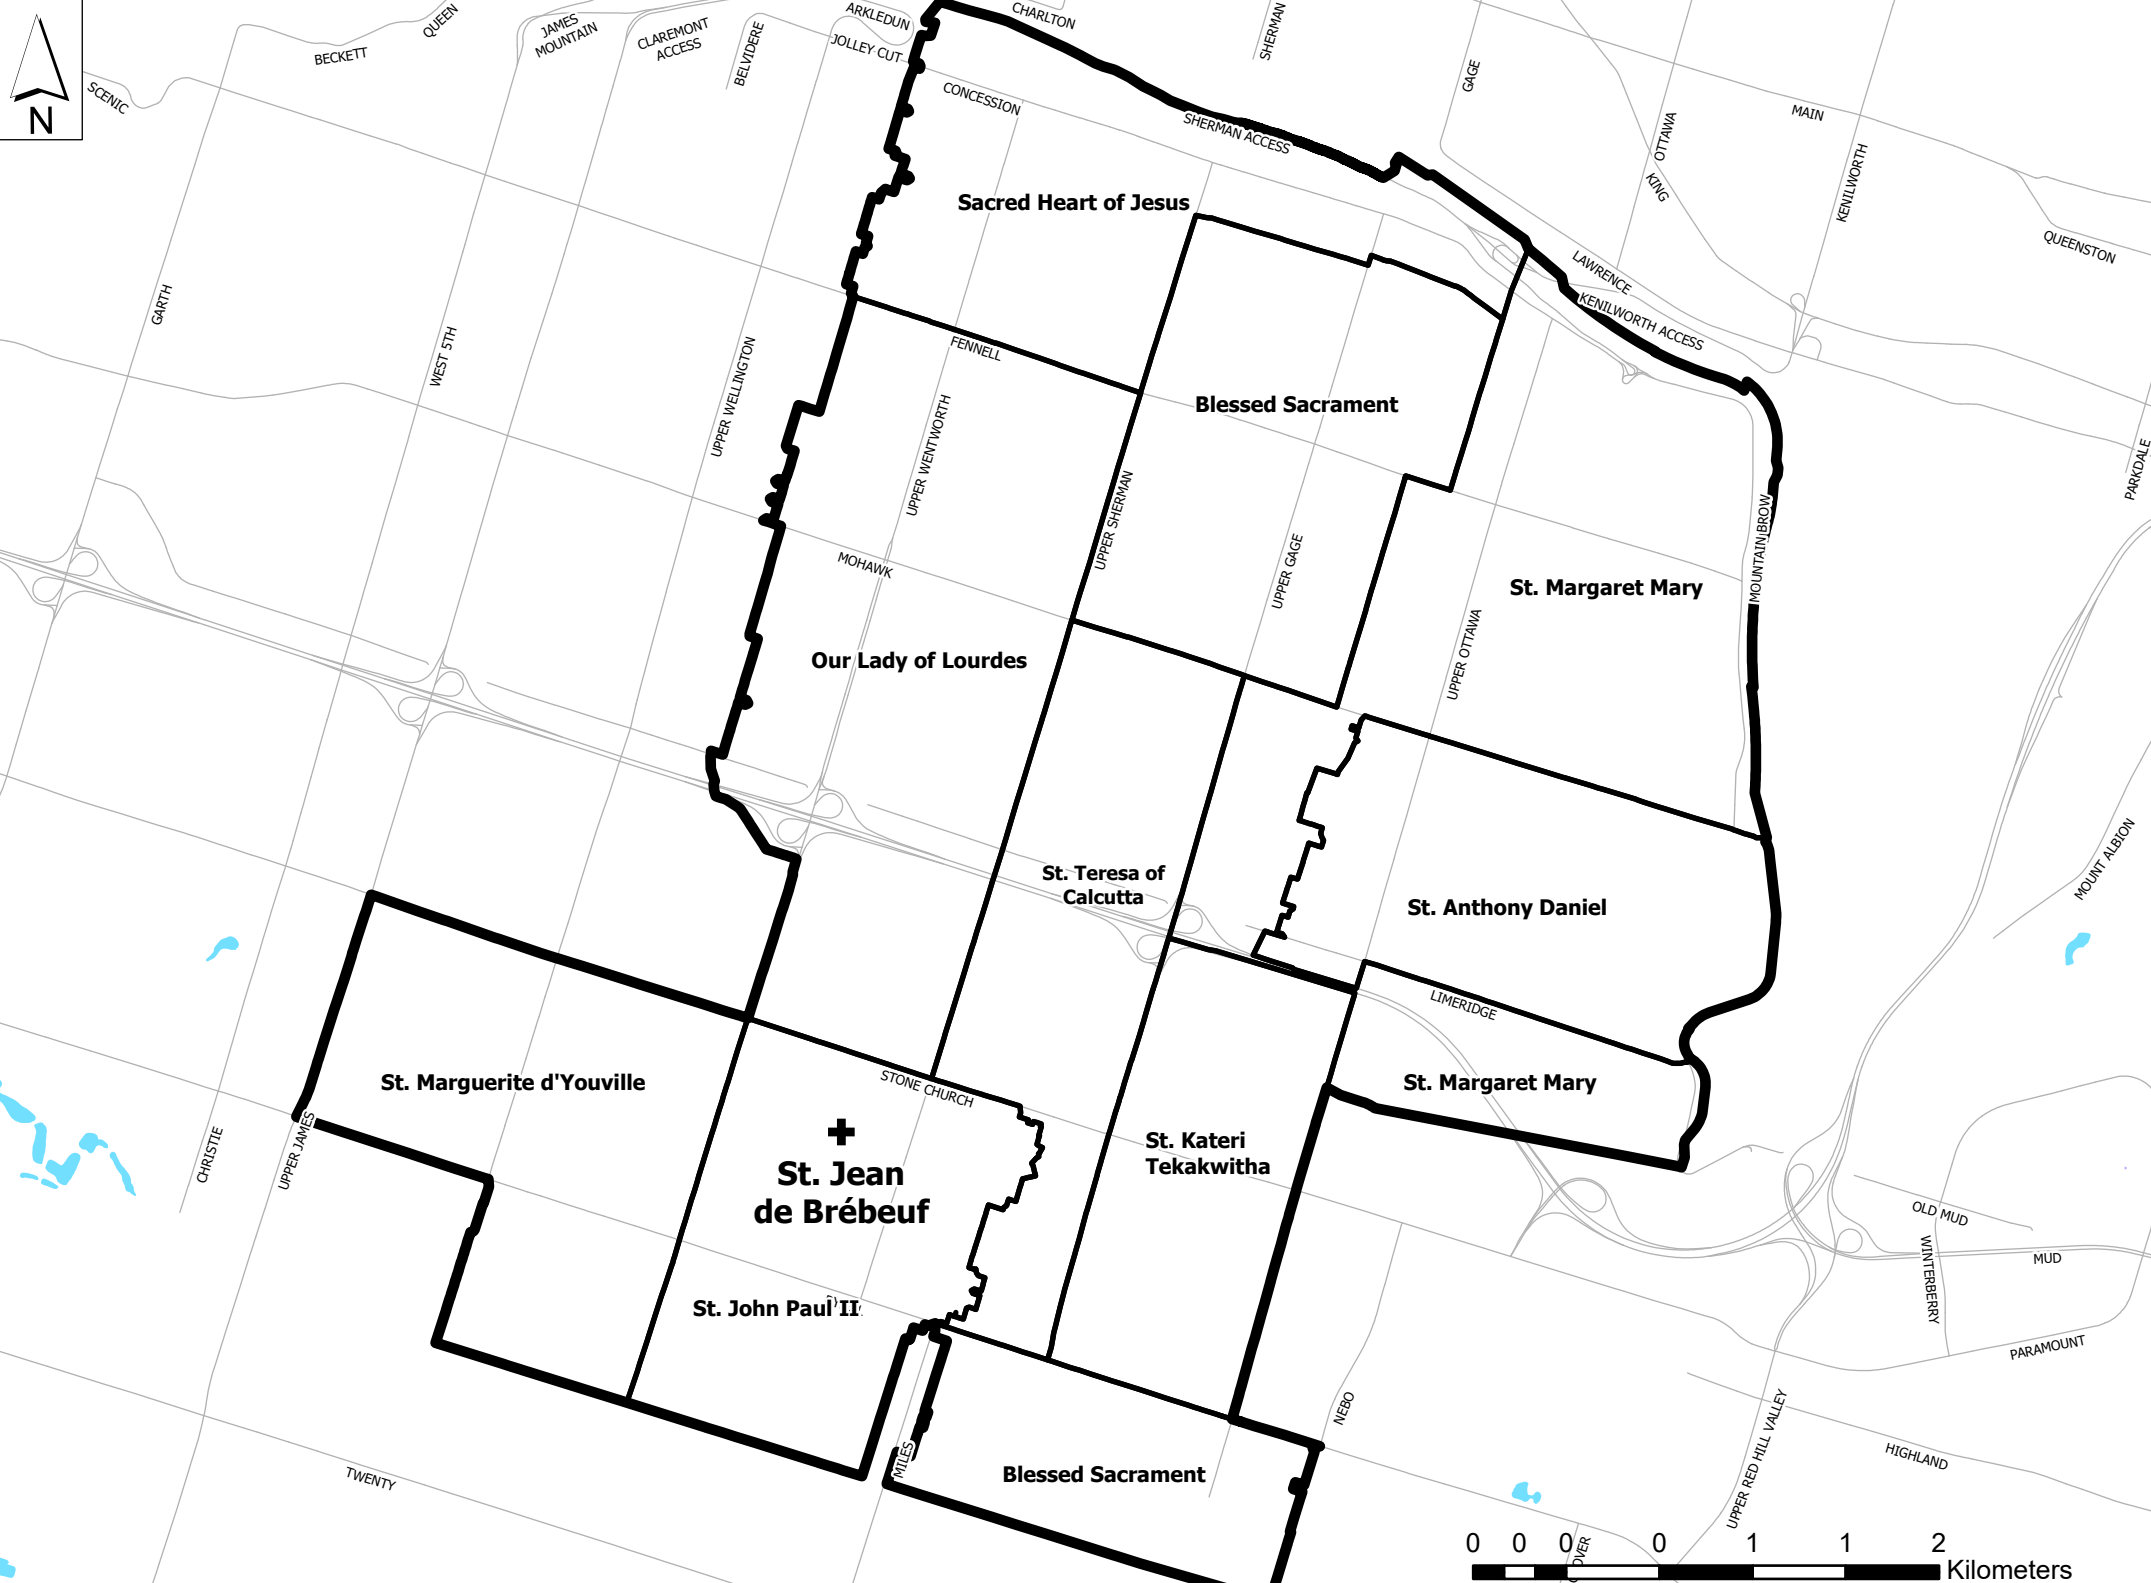 CHARLTON
ARKLEDUN
QUEEN
JAMES
MOUNTAIN
CLAREMONT
ACCESS
BELVIDERE
SHERMAN
JOLLEY CUT
BECKETT
GAGE
SCENIC
CONCESSION
N
SHERMAN ACCESS
MAIN
OTTAWA
KING
KENILWORTH
Sacred Heart of Jesus
QUEENSTON
LAWRENCE
GARTH
KENILWORTH ACCESS
WEST 5TH
FENNELL
UPPER WELLINGTON
Blessed Sacrament
UPPER WENTWORTH
PARKDALE
UPPER SHERMAN
MOUNTAIN BROW
MOHAWK
UPPER GAGE
St. Margaret Mary
Our Lady of Lourdes
UPPER OTTAWA
MOUNT ALBION
St. Teresa of
Calcutta
St. Anthony Daniel
LIMERIDGE
St. Marguerite d'Youville
STONE CHURCH
St. Margaret Mary
CHRISTIE
UPPER JAMES
St. Kateri
Tekakwitha
St. Jean
de Brébeuf
OLD MUD
WINTERBERRY
MUD
St. John Paul II
PARAMOUNT
NEBO
UPPER RED HILL VALLEY
HIGHLAND
MILES
Blessed Sacrament
TWENTY
0 0 0 0 1 1 2
Kilometers